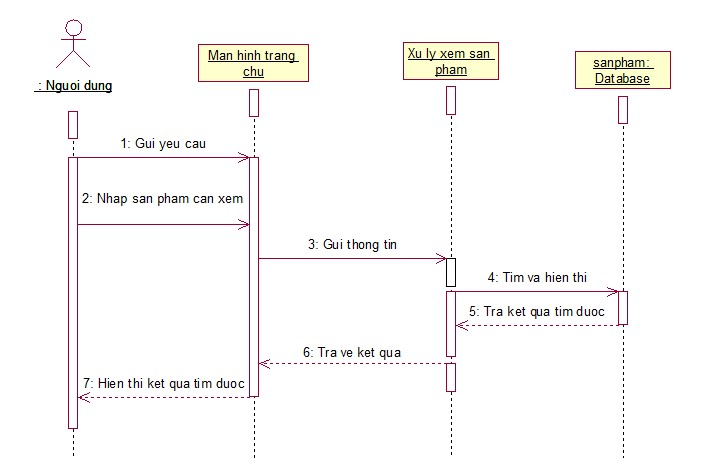 : Nguoi dung
Man hinh trang
chu
Xu ly xem san
pham
sanpham:
Database
1: Gui yeu cau
2: Nhap san pham can xem
3: Gui thong tin
4: Tim va hien thi
5: Tra ket qua tim duoc
6: Tra ve ket qua
7: Hien thi ket qua tim duoc